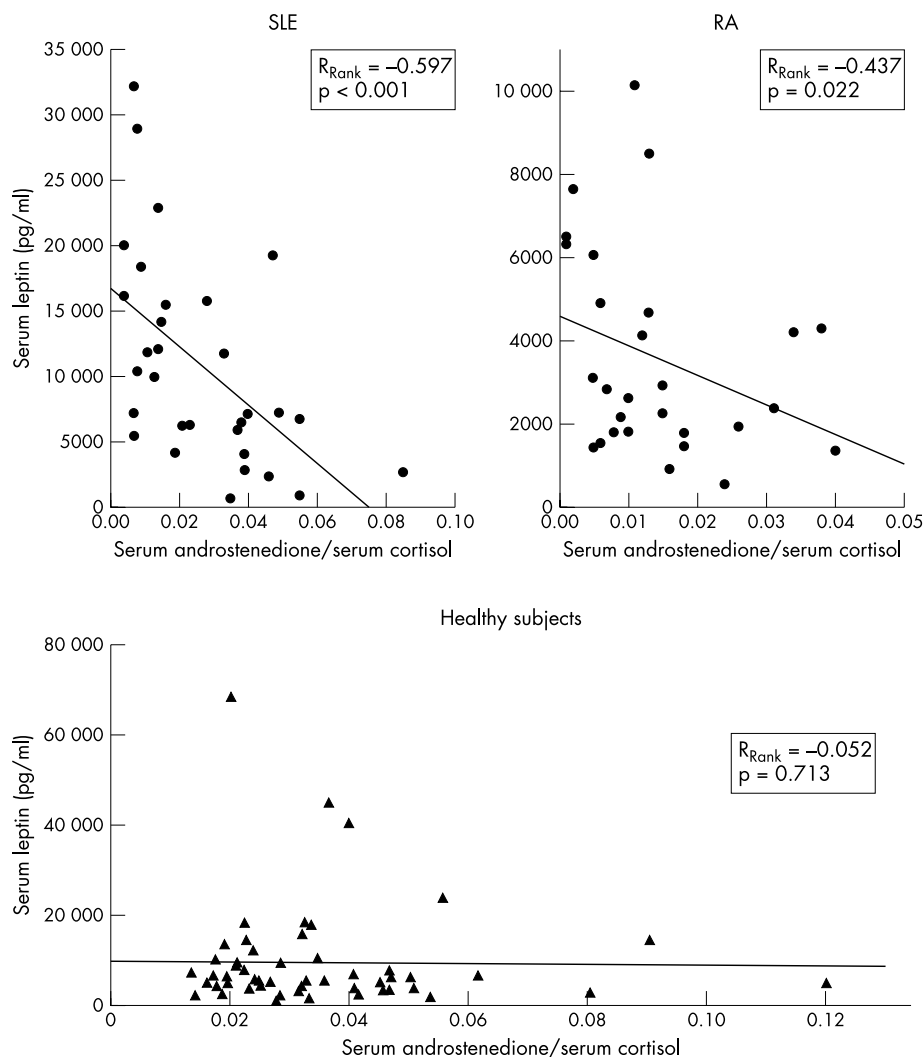 SLE
R_Rank = –0.597
p < 0.001
35 000
30 000
25 000
20 000
15 000
10 000
5000
0
Serum leptin (pg/ml)
0.00 0.02 0.04 0.06 0.08 0.10
Serum androstenedione/serum cortisol
RA
R_Rank = –0.437
p = 0.022
10 000
8000
6000
4000
2000
0
0.00 0.01 0.02 0.03 0.04 0.05
Serum androstenedione/serum cortisol
Healthy subjects
R_Rank = –0.052
p = 0.713
80 000
60 000
40 000
20 000
0
Serum leptin (pg/ml)
0 0.02 0.04 0.06 0.08 0.10 0.12
Serum androstenedione/serum cortisol